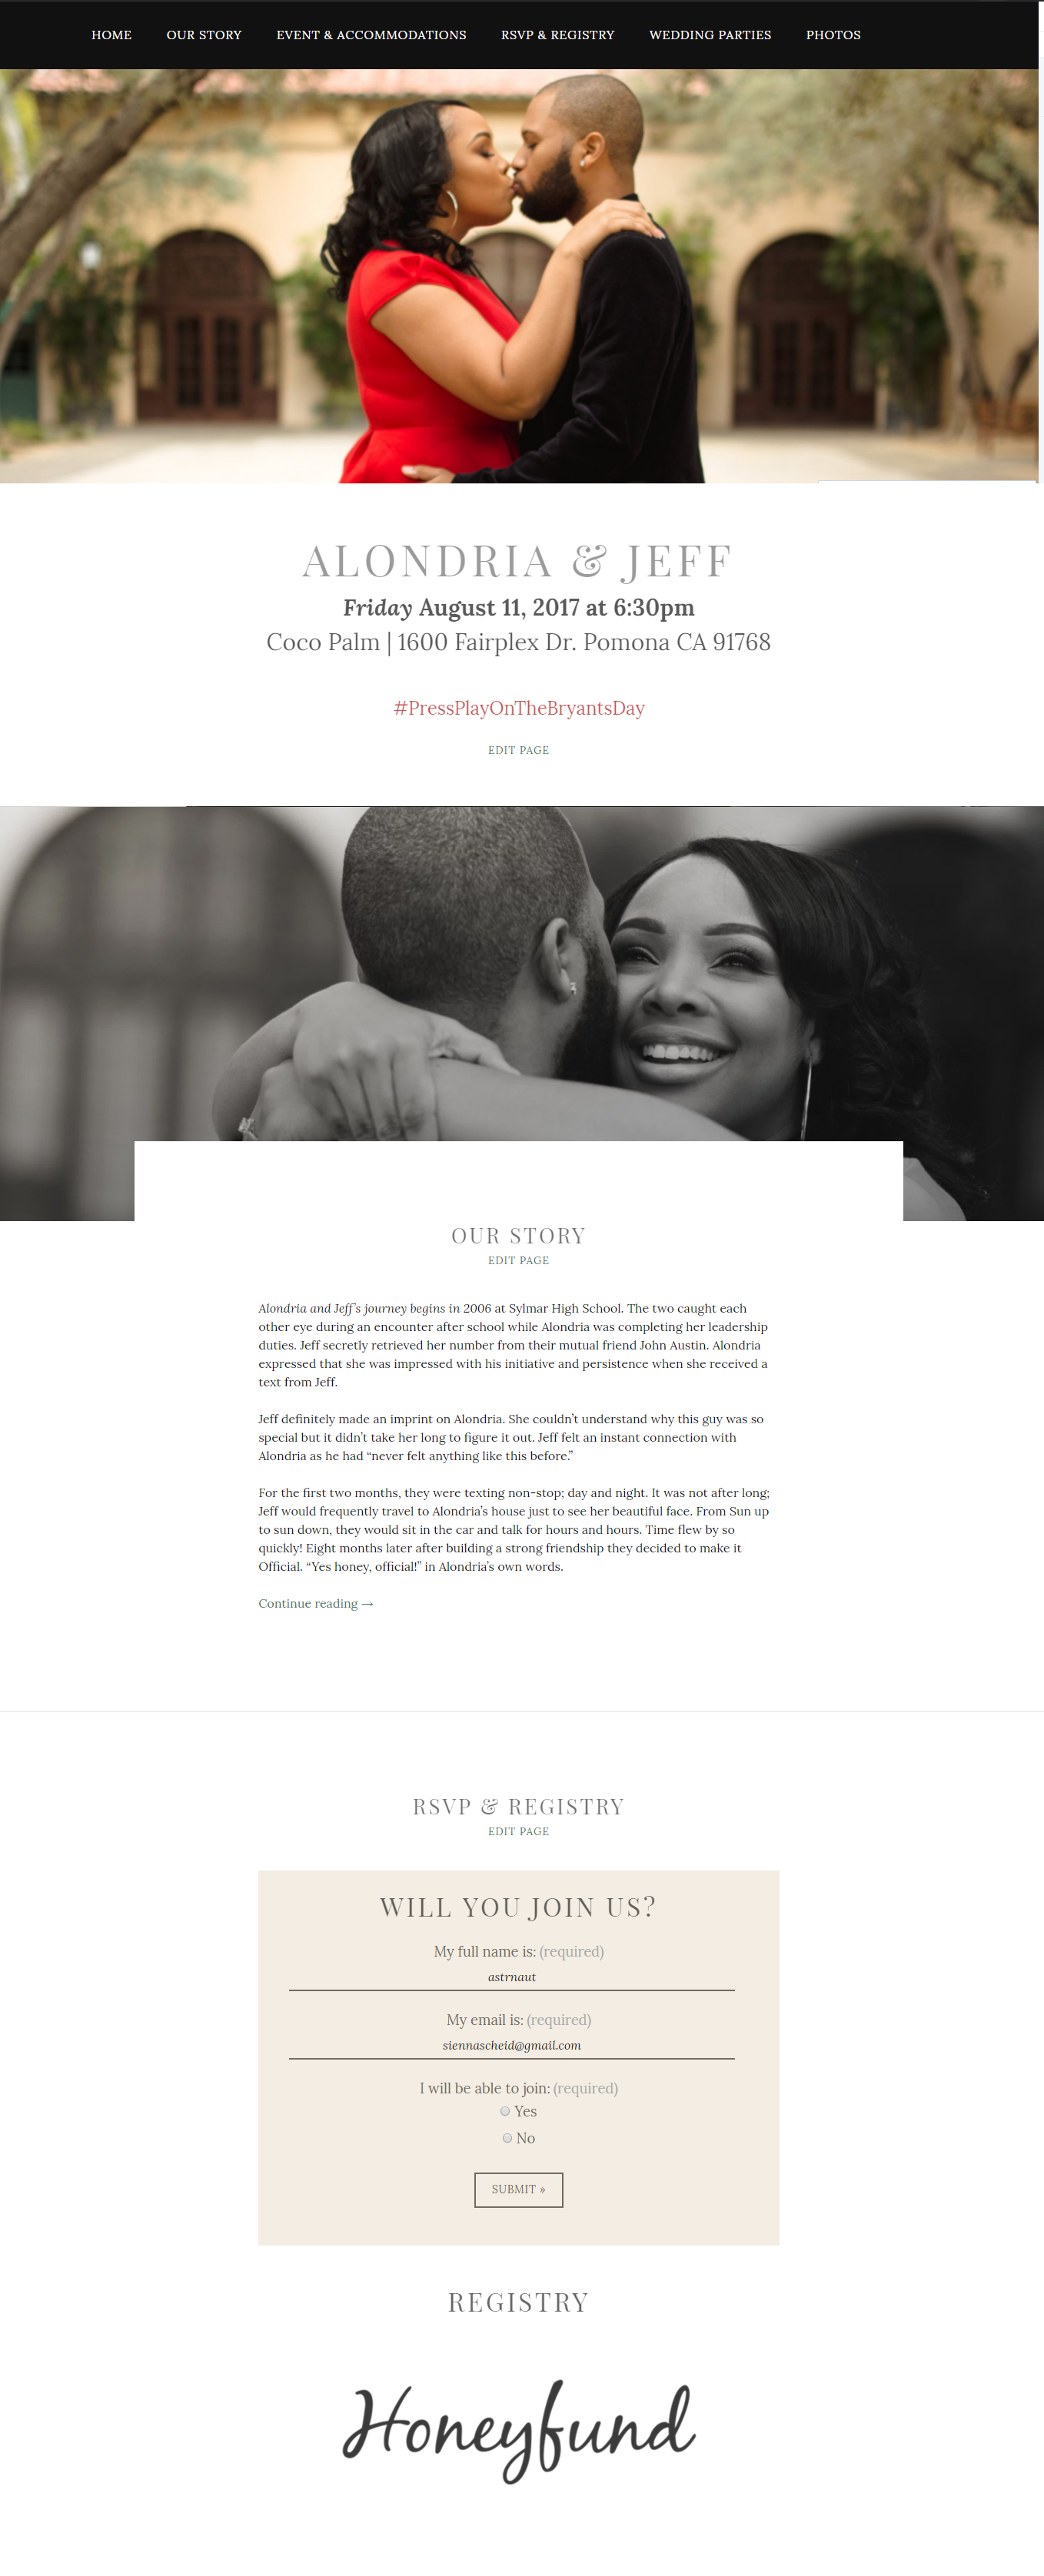 HOME OUR STORY EVENT & ACCOMMODATIONS RSVP & REGISTRY WEDDING PARTIES PHOTOS
ALONDRIA & JEFF
Friday August 11, 2017 at 6:30pm
Coco Palm | 1600 Fairplex Dr. Pomona CA 91768
#PressPlayOnTheBryantsDay
EDIT PAGE
OUR STORY
EDIT PAGE
Alondria and Jeff’s journey begins in 2006 at Sylmar High School. The two caught each
other eye during an encounter after school while Alondria was completing her leadership
duties. Jeff secretly retrieved her number from their mutual friend John Austin. Alondria
expressed that she was impressed with his initiative and persistence when she received a
text from Jeff.
Jeff definitely made an imprint on Alondria. She couldn’t understand why this guy was so
special but it didn’t take her long to figure it out. Jeff felt an instant connection with
Alondria as he had “never felt anything like this before.”
For the first two months, they were texting non-stop; day and night. It was not after long;
Jeff would frequently travel to Alondria’s house just to see her beautiful face. From Sun up
to sun down, they would sit in the car and talk for hours and hours. Time flew by so
quickly! Eight months later after building a strong friendship they decided to make it
Official. “Yes honey, official!” in Alondria’s own words.
Continue reading →
RSVP & REGISTRY
EDIT PAGE
WILL YOU JOIN US?
My full name is: (required)
astrnaut
My email is: (required)
siennascheid@gmail.com
I will be able to join: (required)
Yes
No
SUBMIT »
REGISTRY
Honeyfund